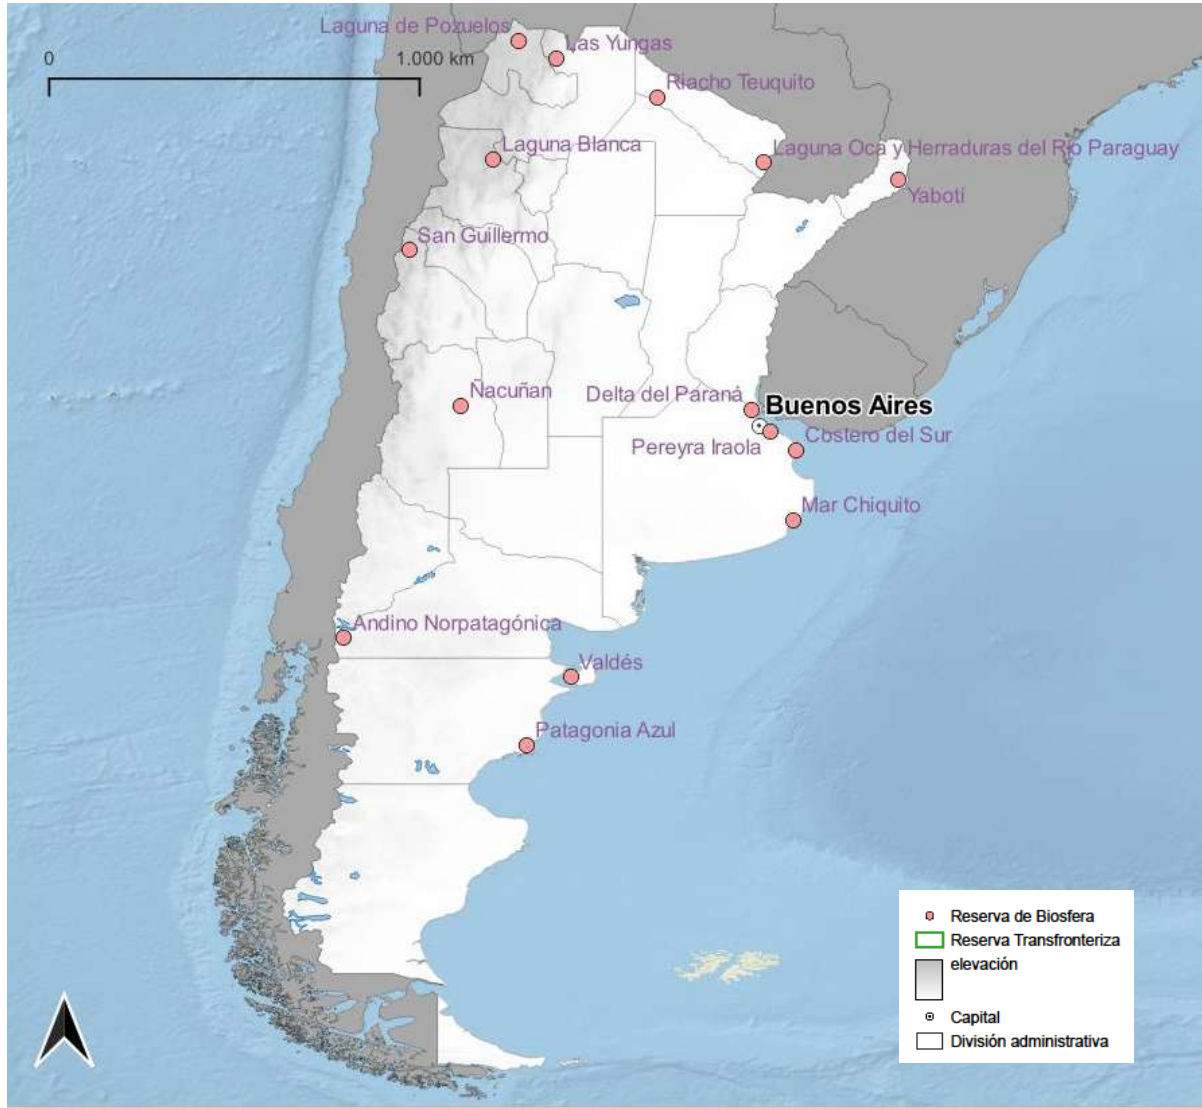 Laguna de Pozuelos
0
1.000 km
Las Yungas
Riacho Teuquito
Laguna Blanca
Laguna Oca y Herraduras del Río Paraguay
Yabotí
San Guillermo
Ñacuñan
Delta del Paraná
Buenos Aires
Pereyra Iraola
Costero del Sur
Mar Chiquito
Andino Norpatagónica
Valdés
Patagonia Azul
Reserva de Biosfera
Reserva Transfronteriza
elevación
Capital
División administrativa